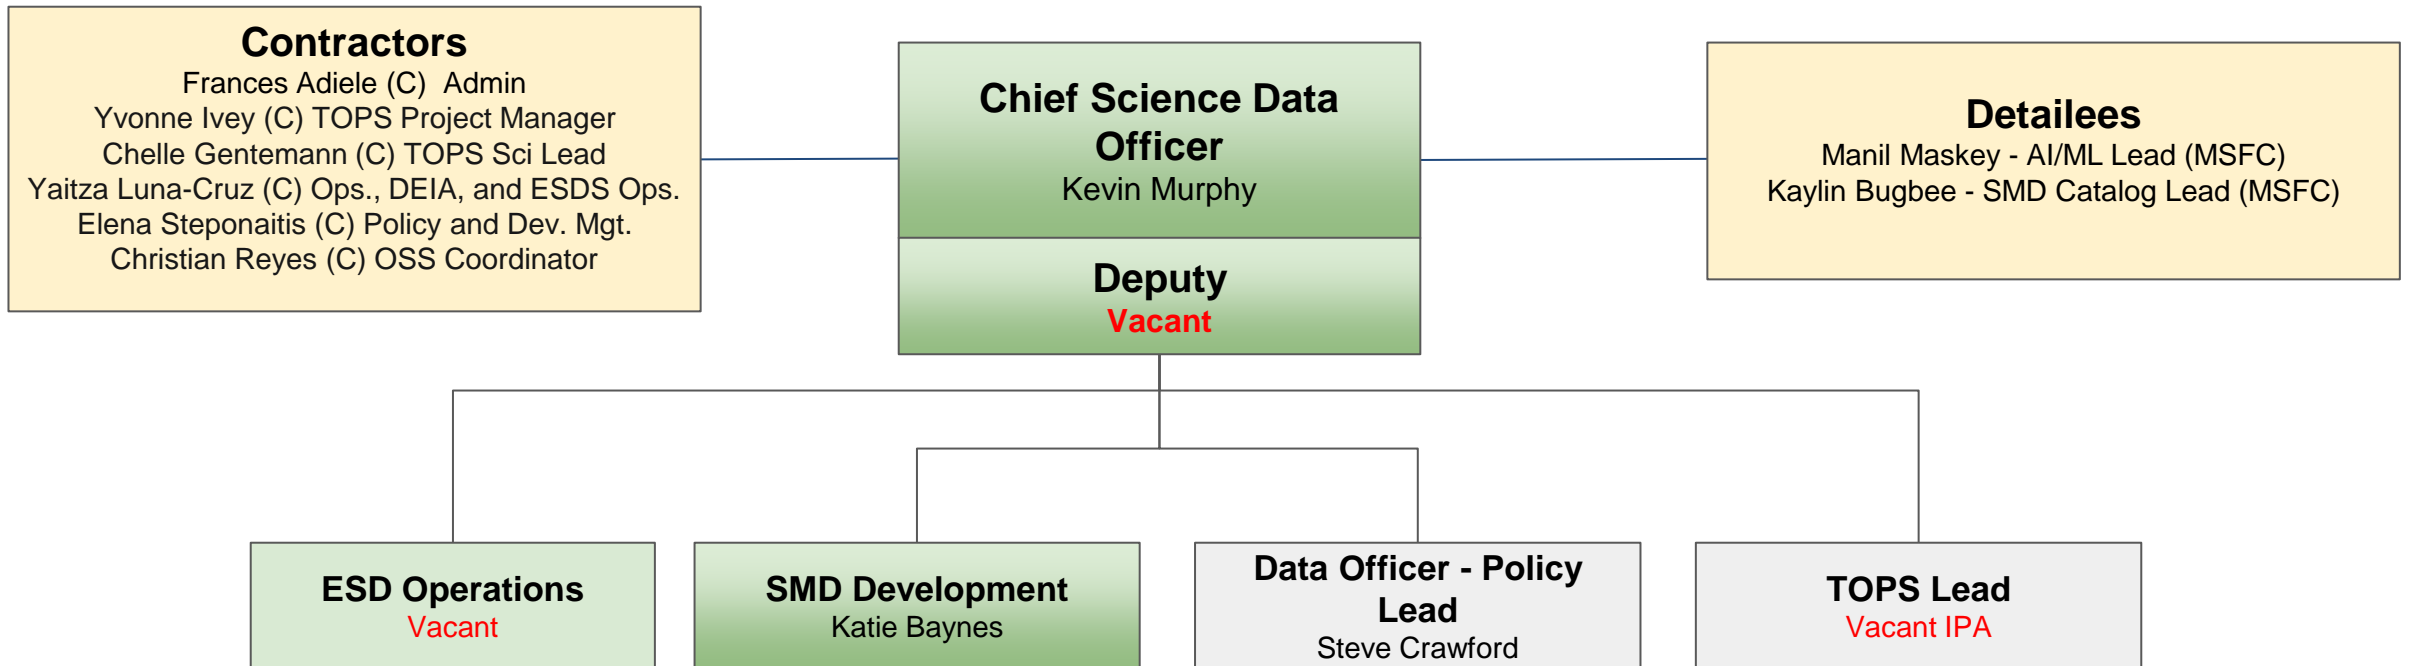 Contractors
Frances Adiele (C)  Admin
Yvonne Ivey (C) TOPS Project Manager
Chelle Gentemann (C) TOPS Sci Lead
Yaitza Luna-Cruz (C) Ops., DEIA, and ESDS Ops.
Elena Steponaitis (C) Policy and Dev. Mgt.
Christian Reyes (C) OSS Coordinator
Chief Science Data
Officer
Kevin Murphy
Deputy
Vacant
Detailees
Manil Maskey - AI/ML Lead (MSFC)
Kaylin Bugbee - SMD Catalog Lead (MSFC)
ESD Operations
Vacant
SMD Development
Katie Baynes
Data Officer - Policy
Lead
Steve Crawford
TOPS Lead
Vacant IPA